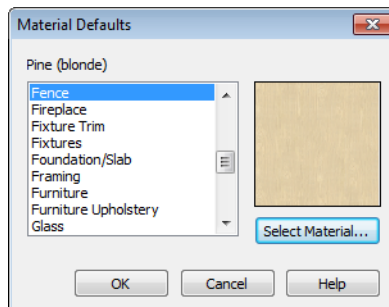 Material Defaults
Pine (blonde)
Fence
Fireplace
Fixture Trim
Fixtures
Foundation/Slab
Framing
Furniture
Furniture Upholstery
Glass
Select Material...
OK Cancel Help